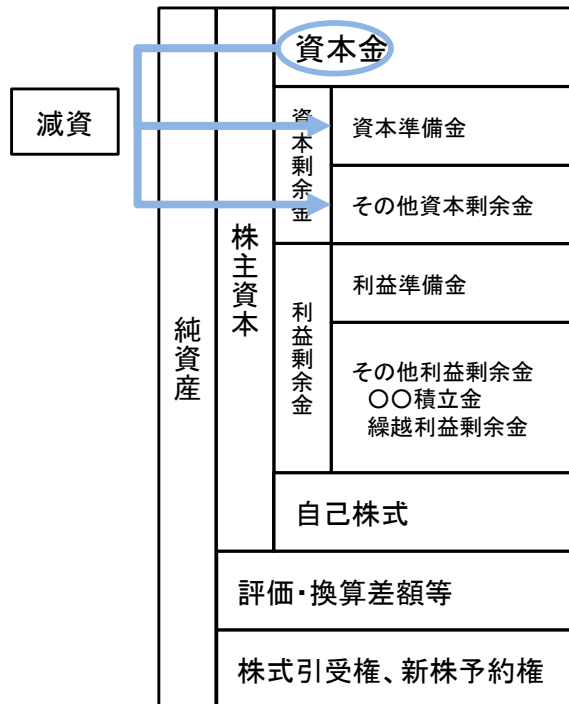 減資
純資産
株主資本
資本金
資本剰余金
資本準備金
その他資本剰余金
利益剰余金
利益準備金
その他利益剰余金
〇〇積立金
繰越利益剰余金
自己株式
評価・換算差額等
株式引受権、新株予約権